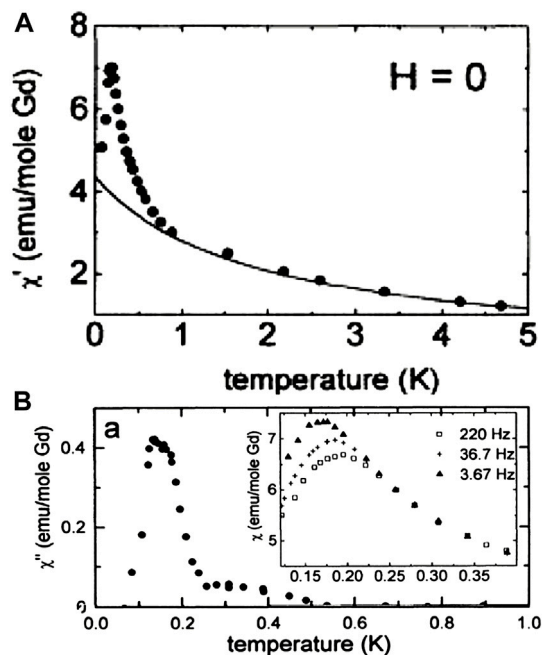 A
8
H = 0
6
4
2
χ' (emu/mole Gd)
0 1 2 3 4 5
temperature (K)
B
a
0.4
0.2
0
χ'' (emu/mole Gd)
7
6
5
χ (emu/mole Gd)
220 Hz
36.7 Hz
3.67 Hz
0.15 0.20 0.25 0.30 0.35
0.0 0.2 0.4 0.6 0.8 1.0
temperature (K)